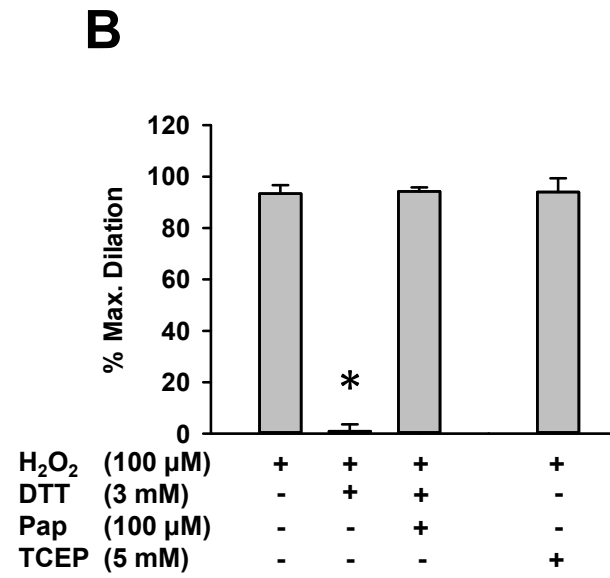 B
120
100
80
60
40
20
0
% Max. Dilation
*
H₂O₂ (100 µM) + + + +
DTT (3 mM) - + + -
Pap (100 µM) - - + -
TCEP (5 mM) - - - +